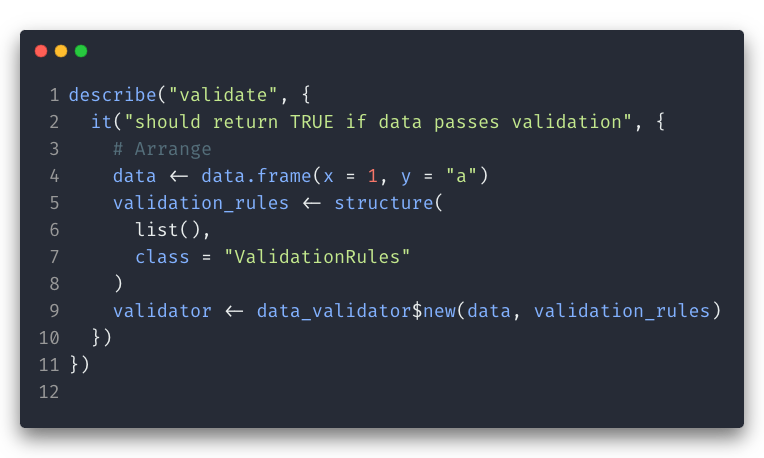 1 describe("validate", {
2   it("should return TRUE if data passes validation", {
3     # Arrange
4     data <- data.frame(x = 1, y = "a")
5     validation_rules <- structure(
6       list(),
7       class = "ValidationRules"
8     )
9     validator <- data_validator$new(data, validation_rules)
10   })
11 })
12